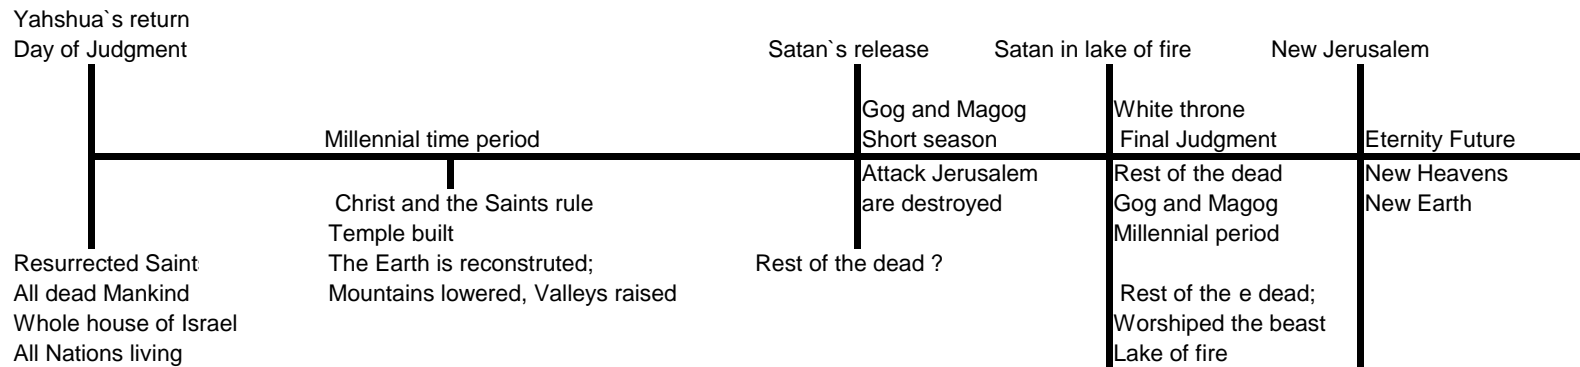 Yahshua`s return
Day of Judgment
Satan`s release
Satan in lake of fire
New Jerusalem
Millennial time period
Gog and Magog
Short season
White throne
Final Judgment
Eternity Future
Christ and the Saints rule
Temple built
The Earth is reconstruted;
Mountains lowered, Valleys raised
Attack Jerusalem
are destroyed
Rest of the dead
Gog and Magog
Millennial period
New Heavens
New Earth
Resurrected Saint
All dead Mankind
Whole house of Israel
All Nations living
Rest of the dead ?
Rest of the e dead;
Worshiped the beast
Lake of fire